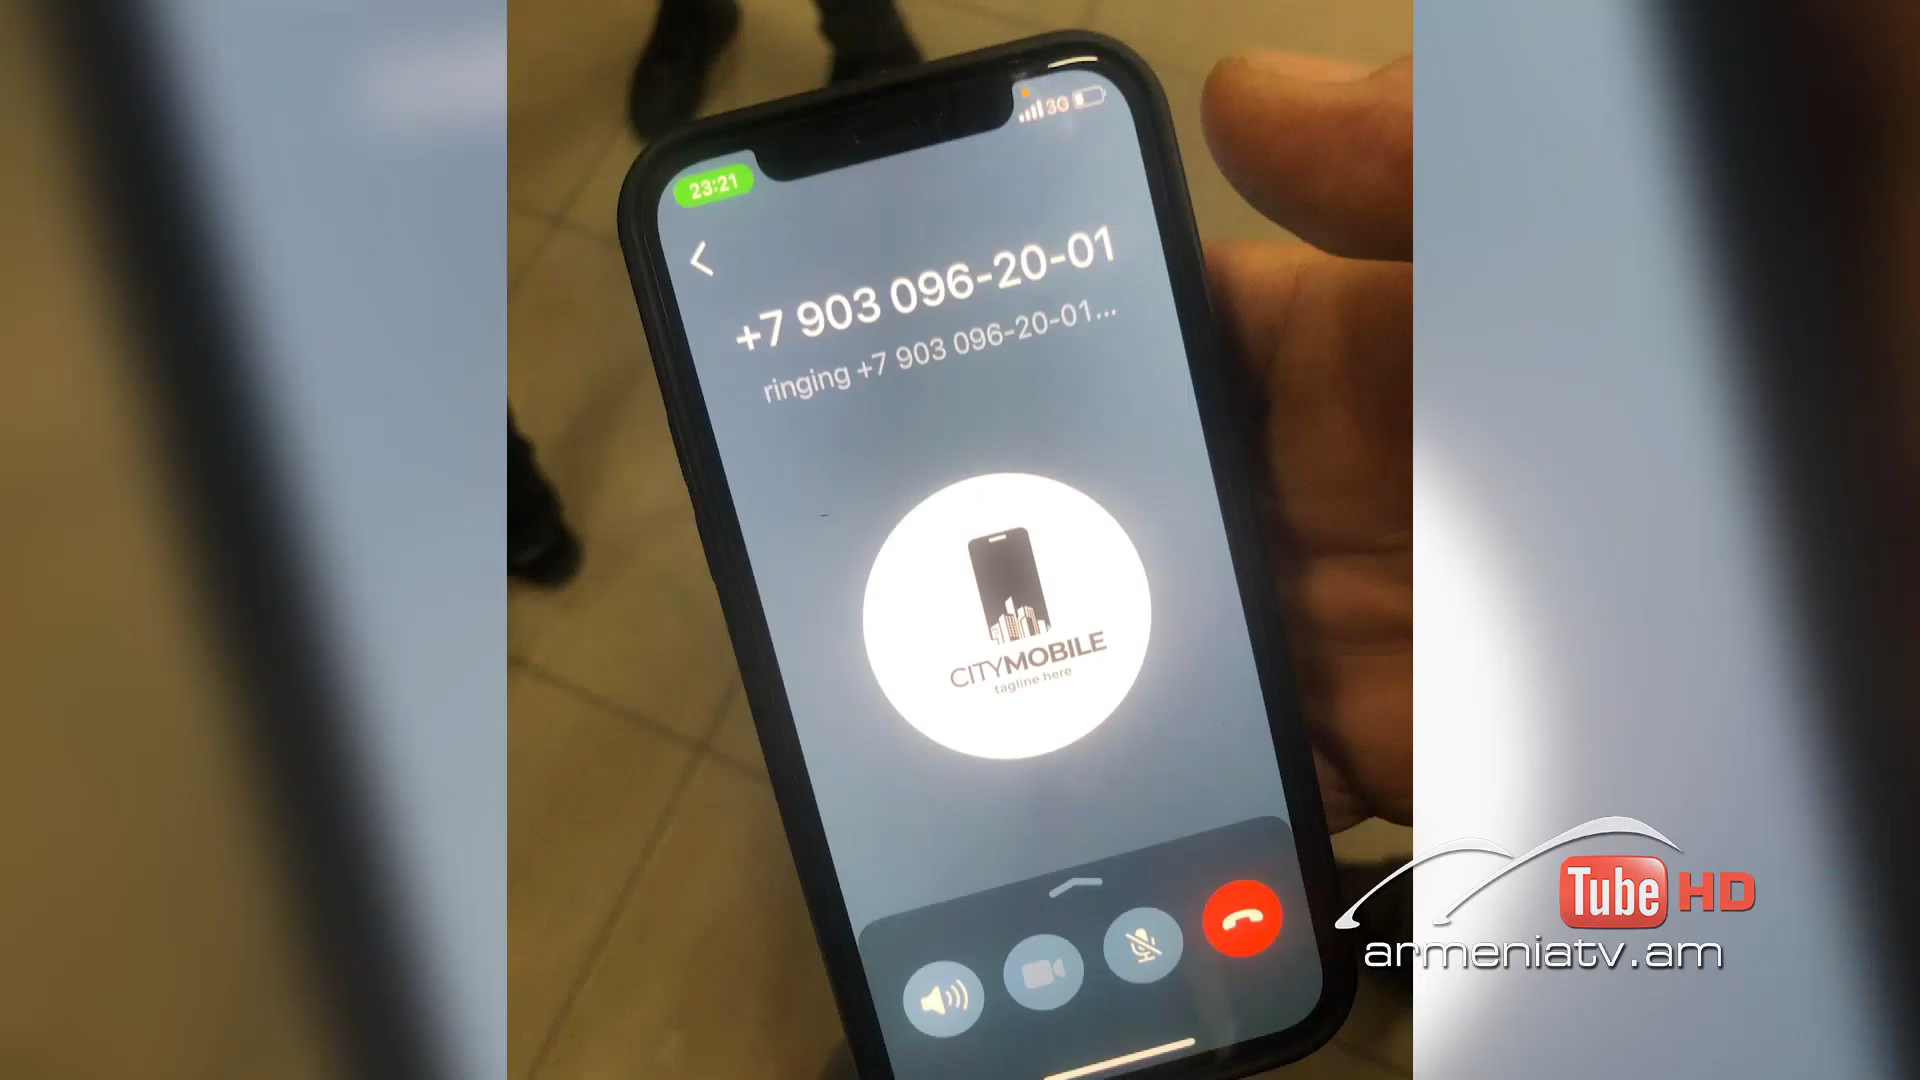 3G
23:21
+7 903 096-20-01
ringing +7 903 096-20-01...
CITYMOBILE
tagline here
Tube HD
armeniatv.am